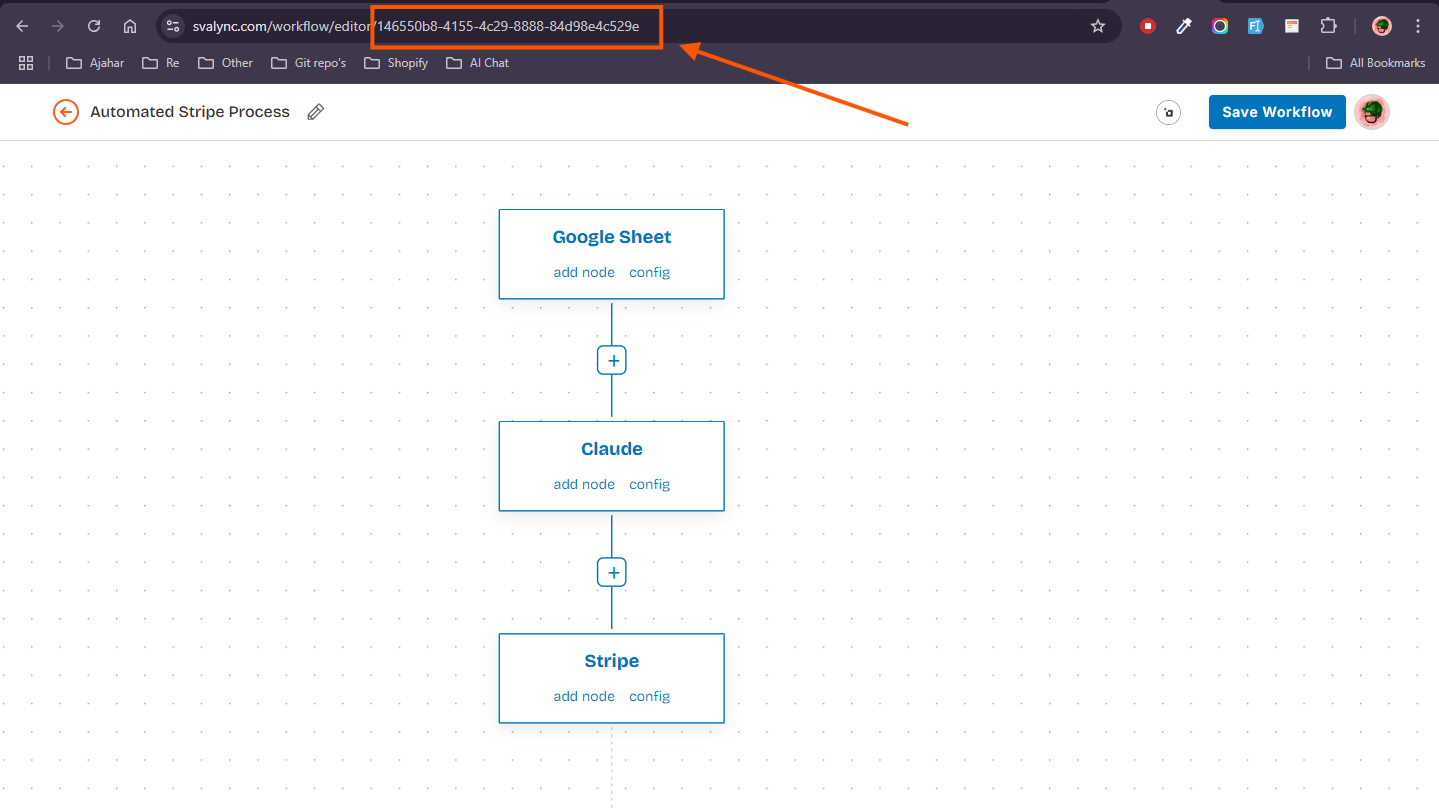 svalync.com/workflow/editor/146550b8-4155-4c29-8888-84d98e4c529e
Ajahar Re Other Git repo's Shopify AI Chat All Bookmarks
Automated Stripe Process Save Workflow
Google Sheet
add node config
+
Claude
add node config
+
Stripe
add node config